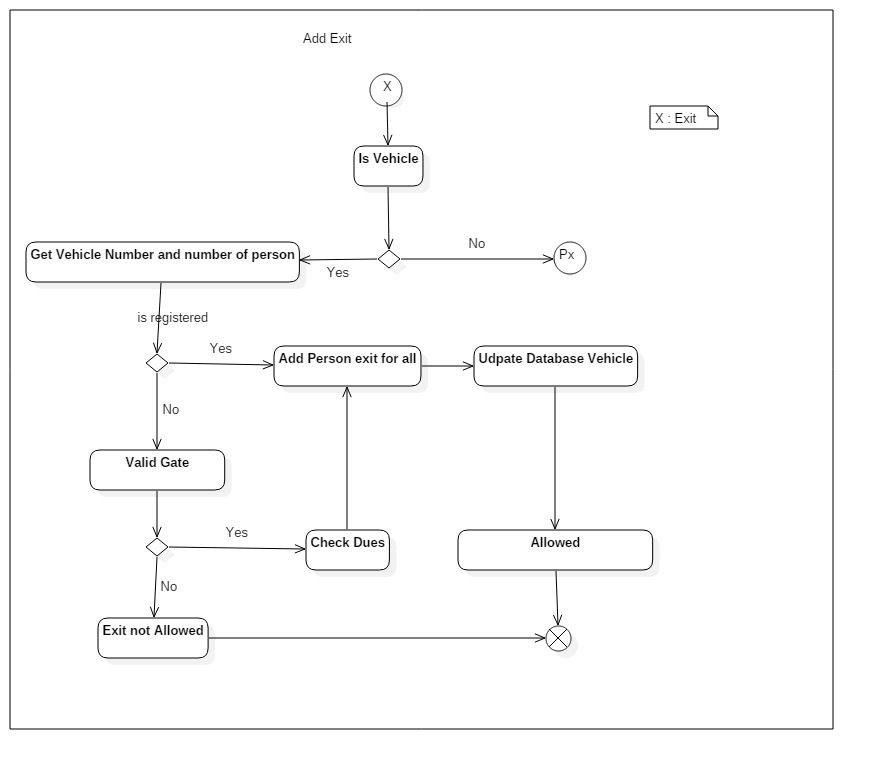 Add Exit
X
X : Exit
Is Vehicle
No
Get Vehicle Number and number of person
Yes
Px
is registered
Yes
Add Person exit for all
Udpate Database Vehicle
No
Valid Gate
Yes
Check Dues
Allowed
No
Exit not Allowed